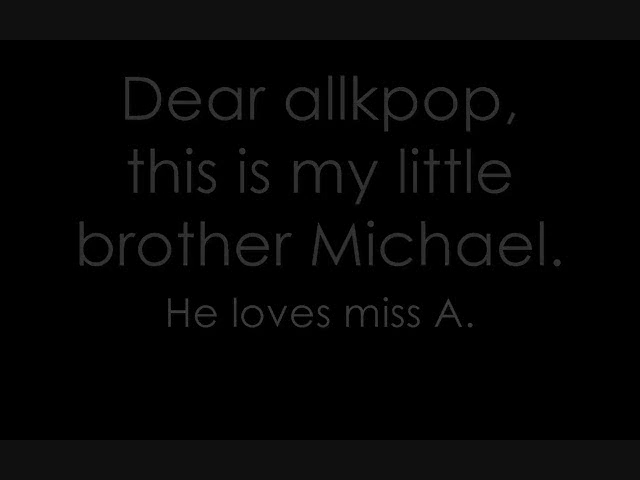 Dear allkpop,
this is my little
brother Michael.
He loves miss A.